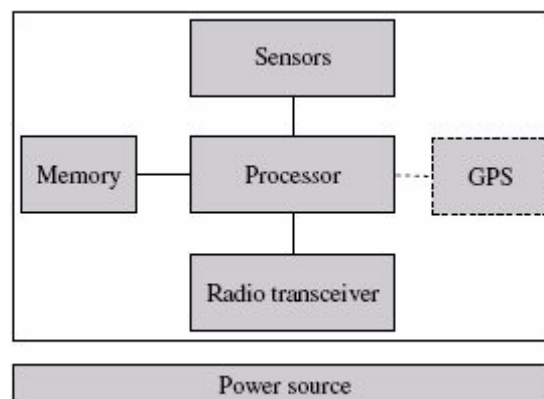 Sensors
Memory
Processor
GPS
Radio transceiver
Power source